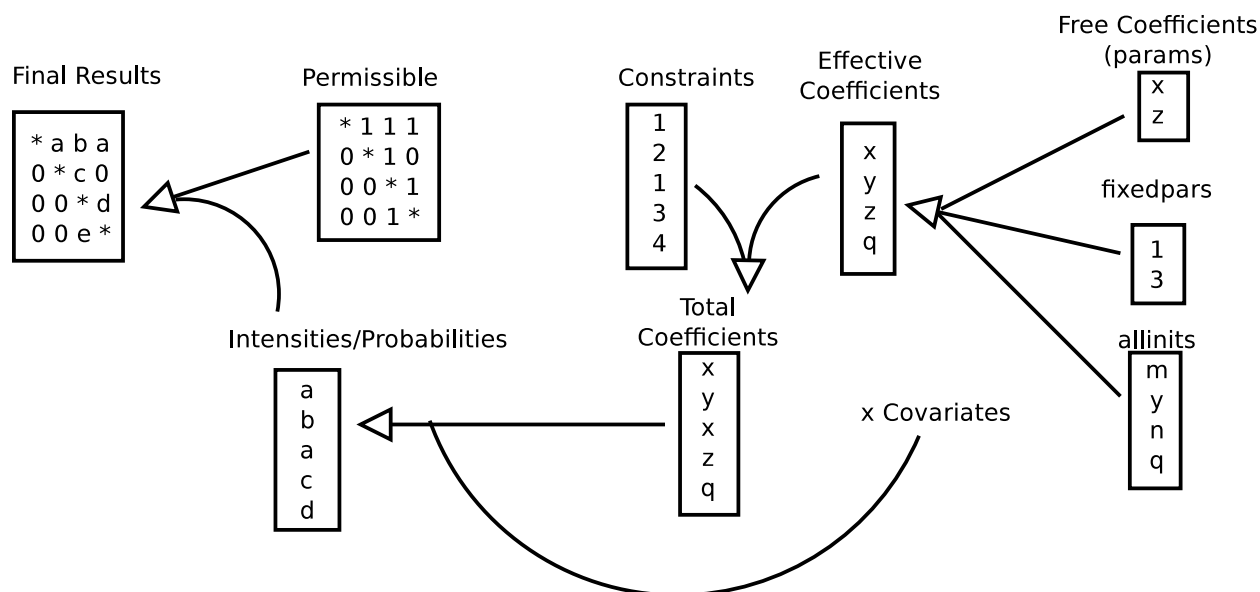 Free Coefficients
(params)
x
z
Final Results
* a b a
0 * c 0
0 0 * d
0 0 e *
Permissible
* 1 1 1
0 * 1 0
0 0 * 1
0 0 1 *
Constraints
1
2
1
3
4
Effective
Coefficients
x
y
z
q
fixedpars
1
3
Intensities/Probabilities
a
b
a
c
d
Total
Coefficients
x
y
x
z
q
x Covariates
allinits
m
y
n
q